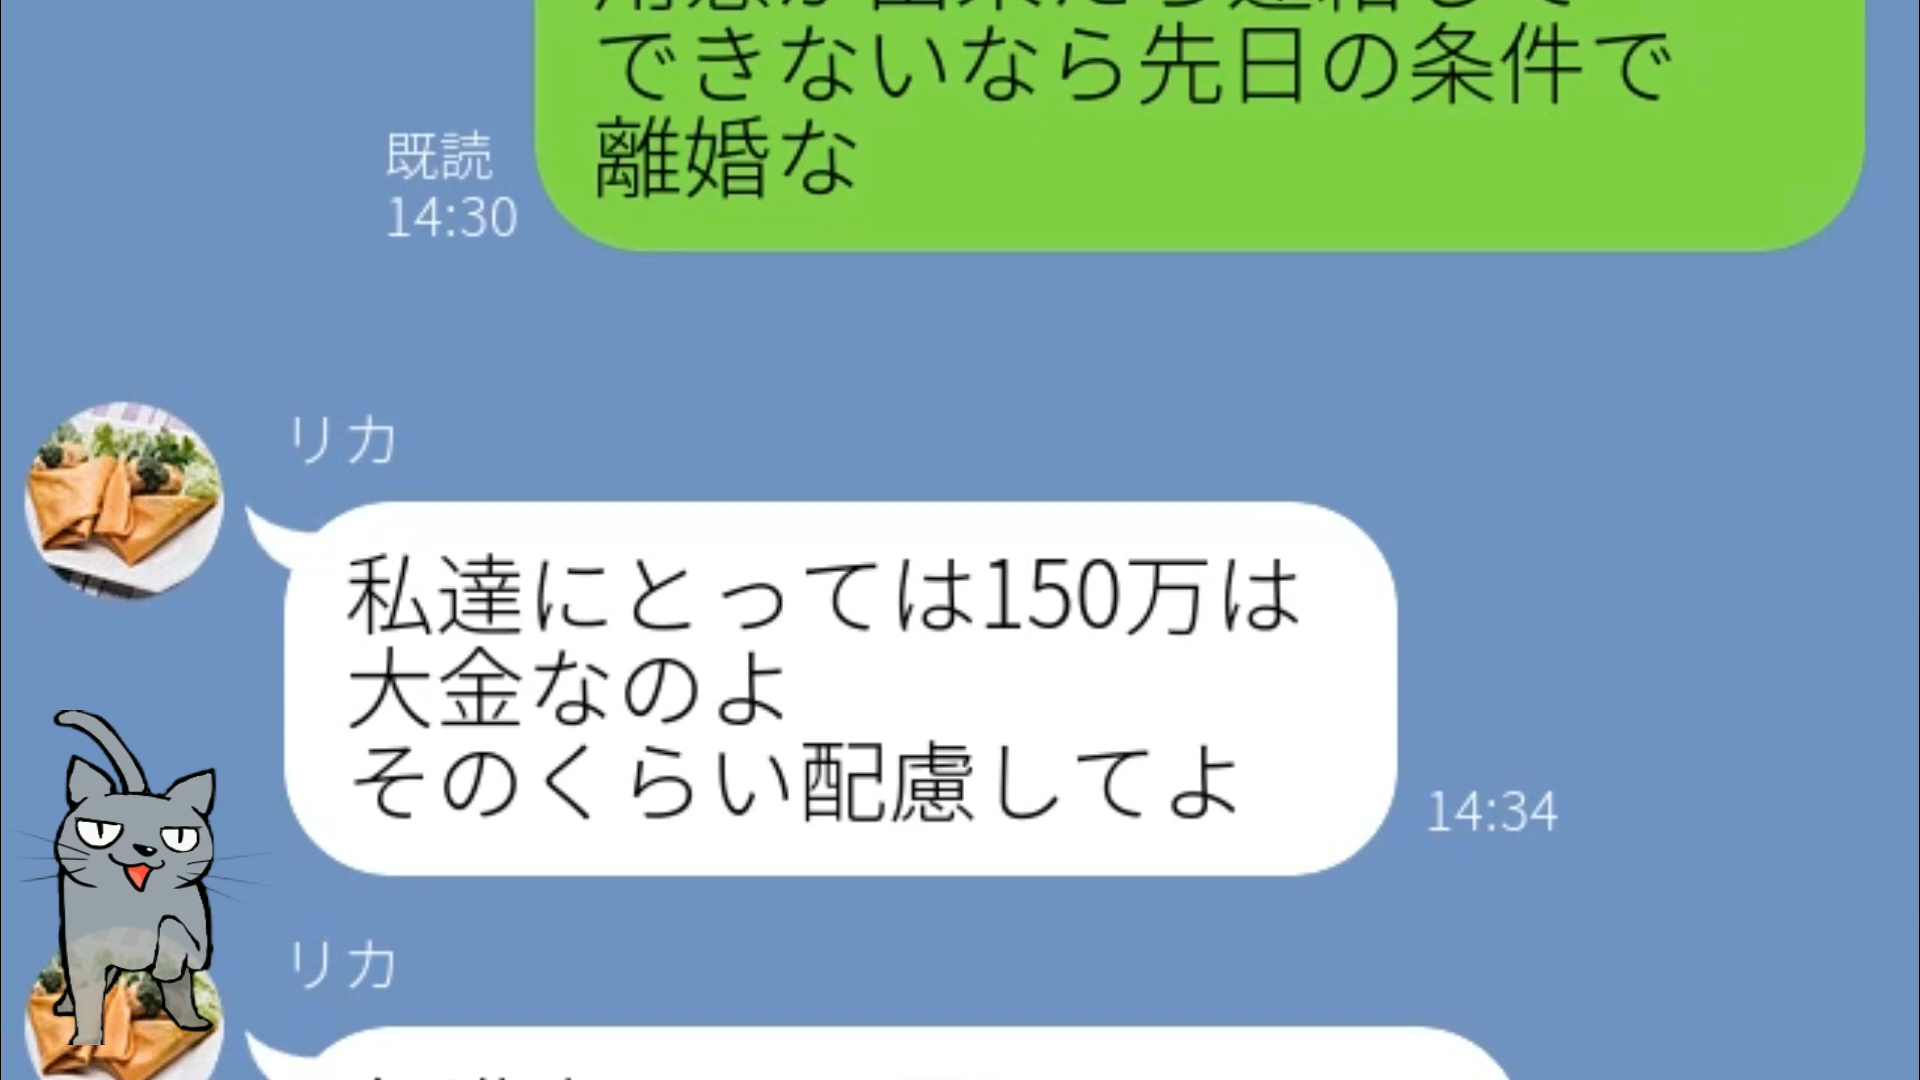 できないなら先日の条件で
離婚な
既読
14:30
リカ
私達にとっては150万は
大金なのよ
そのくらい配慮してよ
14:34
リカ